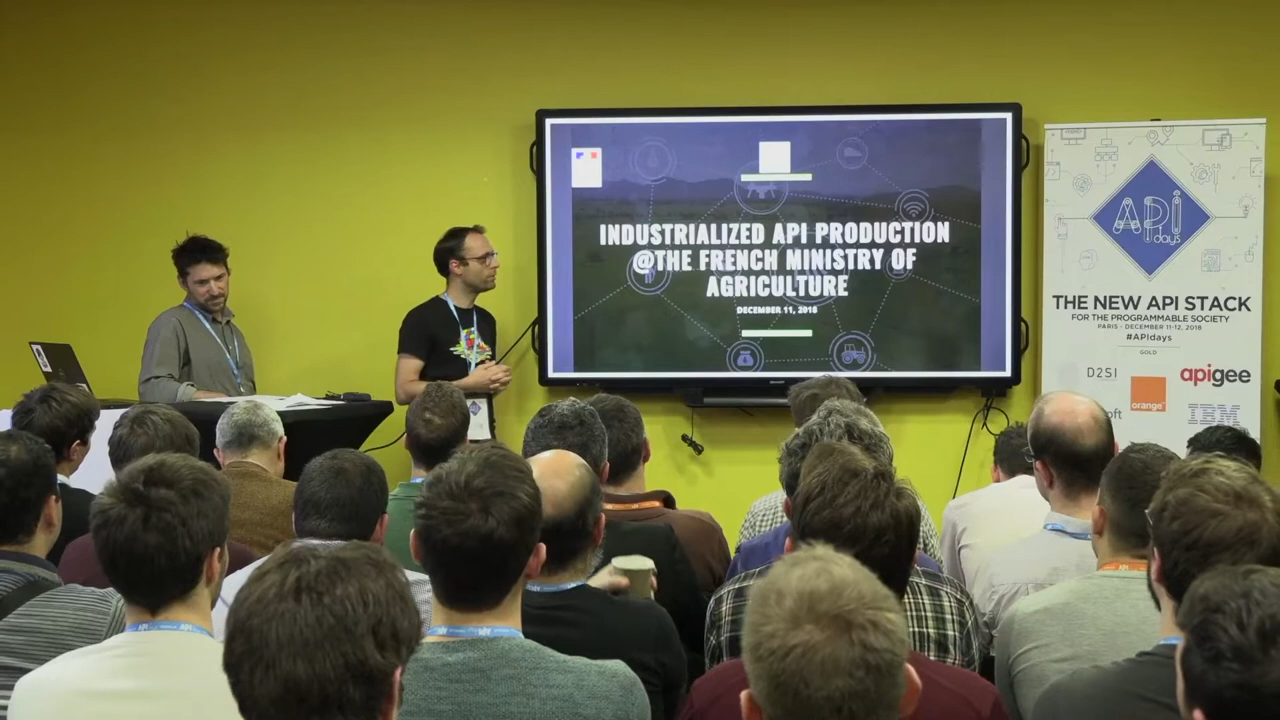 INDUSTRIALIZED API PRODUCTION
@THE FRENCH MINISTRY OF
AGRICULTURE
DECEMBER 11, 2018
API
days
THE NEW API STACK
FOR THE PROGRAMMABLE SOCIETY
PARIS - DECEMBER 11-12, 2018
#APIdays
GOLD
D2SI
orange
apigee
IBM